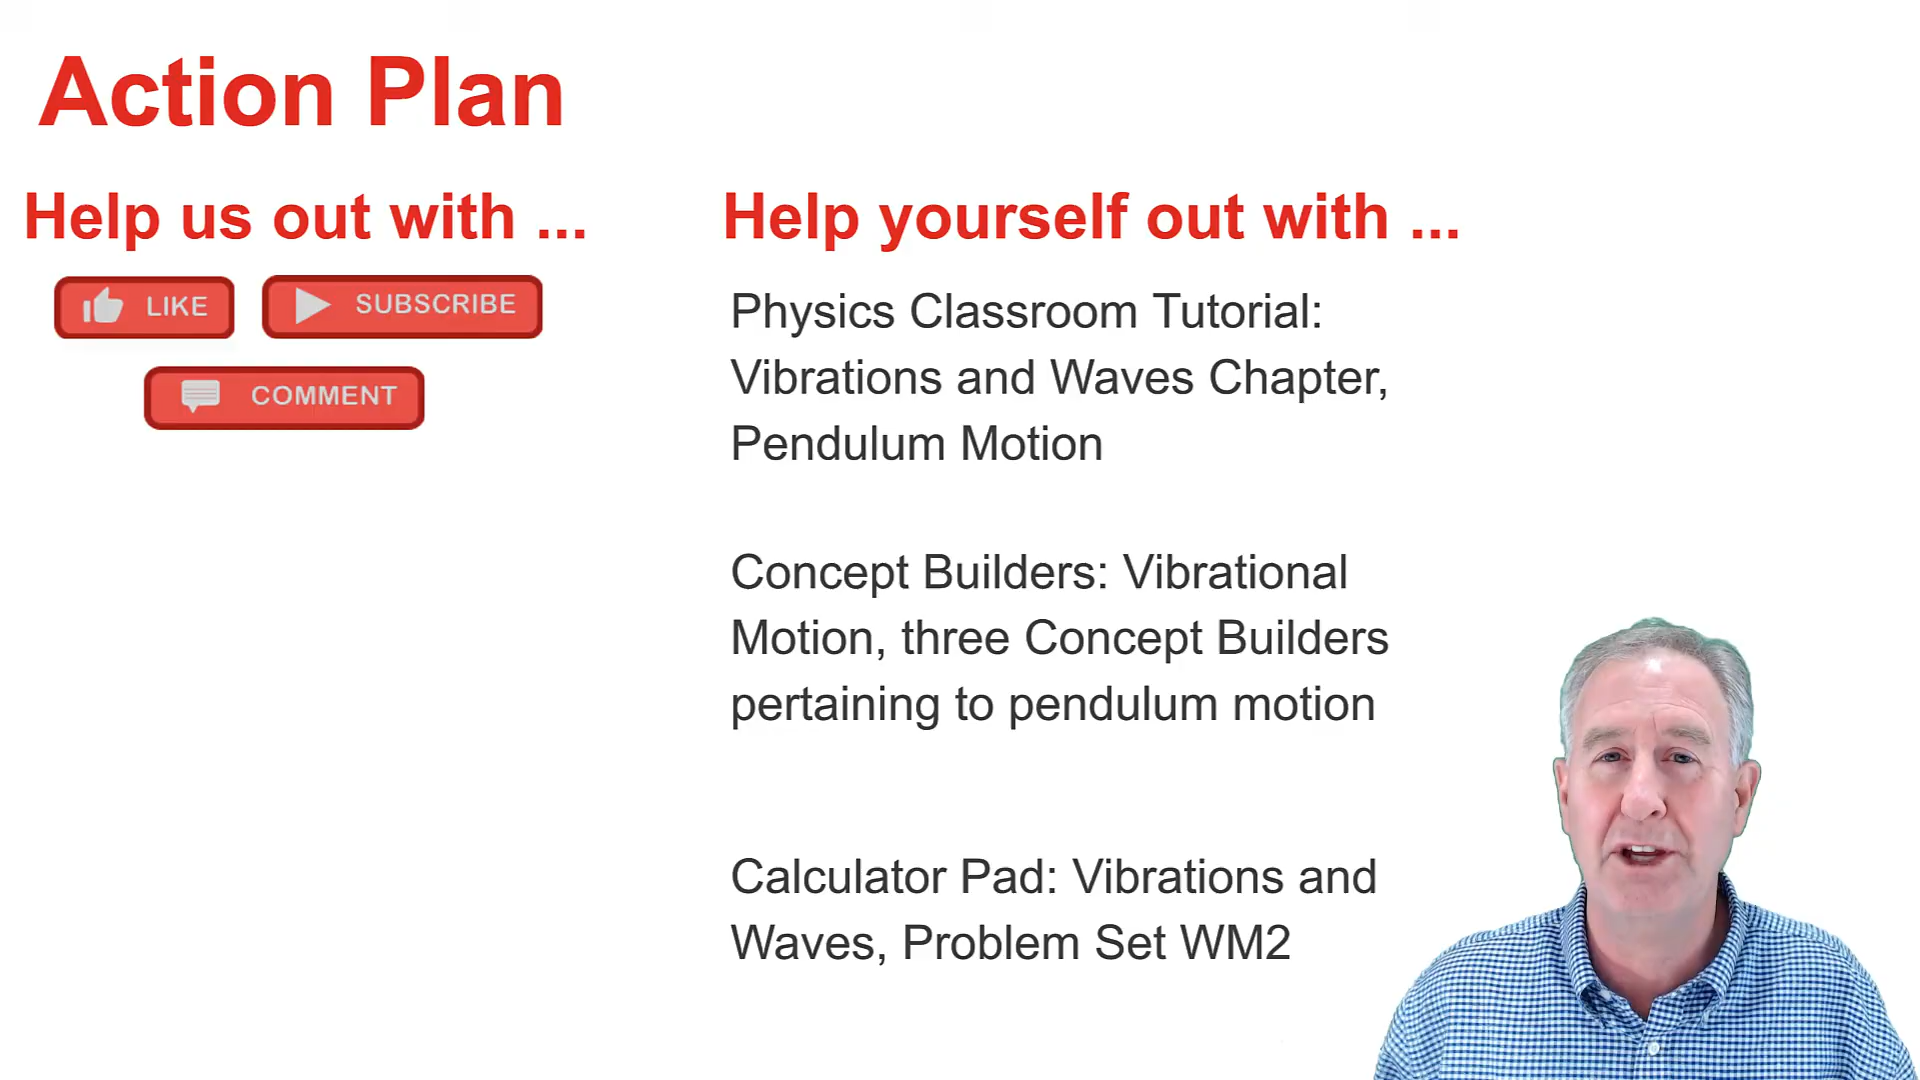 Action Plan
Help us out with ...
LIKE
SUBSCRIBE
COMMENT
Help yourself out with ...
Physics Classroom Tutorial:
Vibrations and Waves Chapter,
Pendulum Motion
Concept Builders: Vibrational
Motion, three Concept Builders
pertaining to pendulum motion
Calculator Pad: Vibrations and
Waves, Problem Set WM2